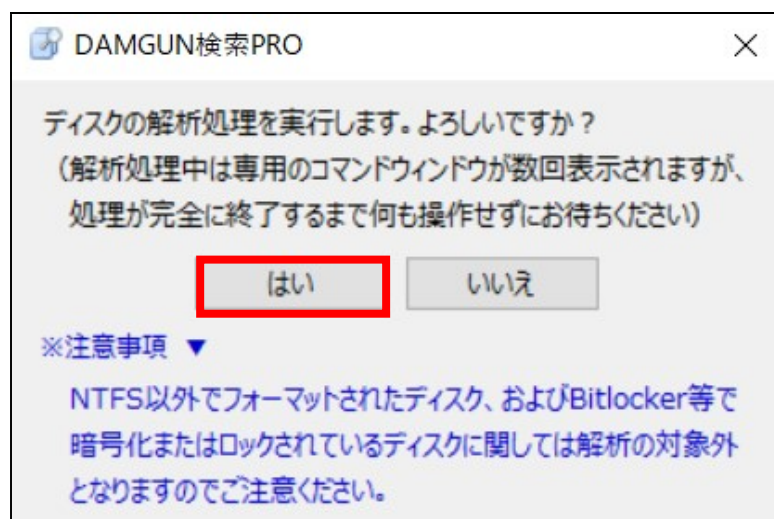 DAMGUN検索PRO
ディスクの解析処理を実行します。よろしいですか？
（解析処理中は専用のコマンドウィンドウが数回表示されますが、
処理が完全に終了するまで何も操作せずにお待ちください）
はい
いいえ
※注意事項 ▼
NTFS以外でフォーマットされたディスク、およびBitlocker等で
暗号化またはロックされているディスクに関しては解析の対象外
となりますのでご注意ください。